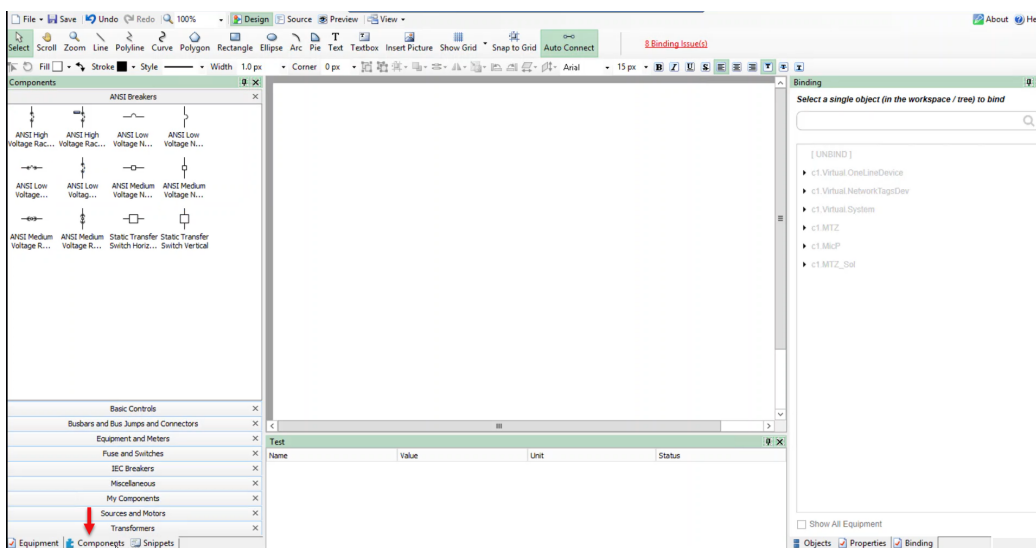 File Save Undo Redo 100% Design Source Preview View About He
Select Scroll Zoom Line Polyline Curve Polygon Rectangle Ellipse Arc Pie Text Textbox Insert Picture Show Grid Snap to Grid Auto Connect 8 Binding Issue(s)
Fill Stroke Style Width 1.0 px Corner 0 px Arial 15 px B I U S
Components
ANSI Breakers
ANSI High Voltage Rac...
ANSI High Voltage Rac...
ANSI Low Voltage N...
ANSI Low Voltage N...
ANSI Low Voltage...
ANSI Low Voltag...
ANSI Medium Voltage N...
ANSI Medium Voltage N...
ANSI Medium Voltage R...
ANSI Medium Voltage R...
Static Transfer Switch Horiz...
Static Transfer Switch Vertical
Basic Controls
Busbars and Bus Jumps and Connectors
Equipment and Meters
Fuse and Switches
IEC Breakers
Miscellaneous
My Components
Sources and Motors
Transformers
Equipment Components Snippets
Test
Name Value Unit Status
Binding
Select a single object (in the workspace / tree) to bind
[ UNBIND ]
c1.Virtual.OneLineDevice
c1.Virtual.NetworkTagsDev
c1.Virtual.System
c1.MTZ
c1.MicP
c1.MTZ_Sol
Show All Equipment
Objects Properties Binding